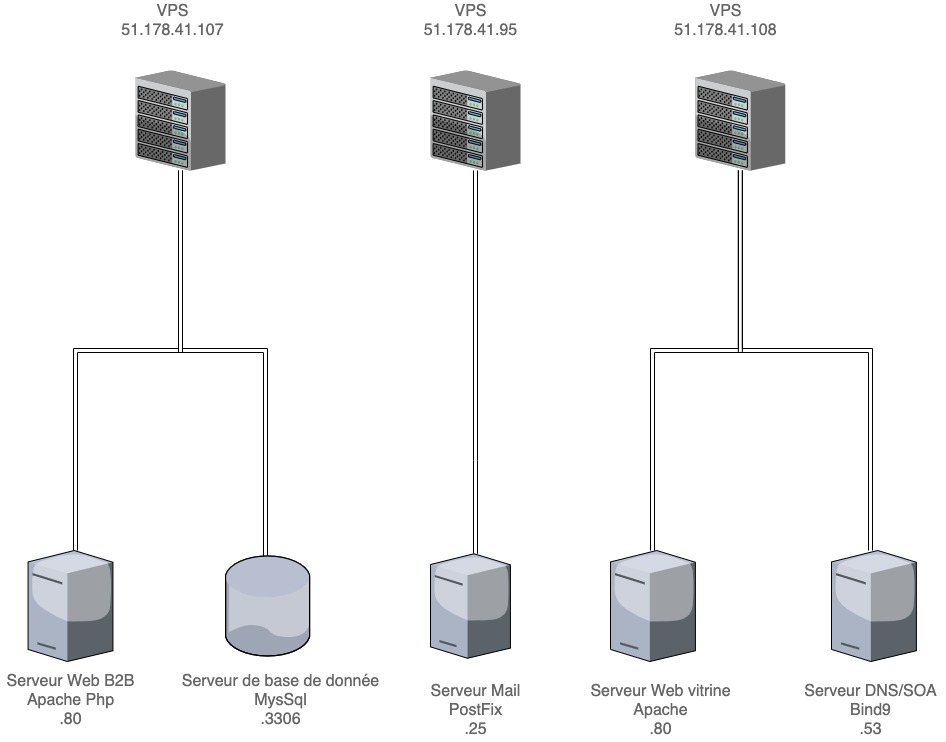 VPS
51.178.41.107
VPS
51.178.41.95
VPS
51.178.41.108
Serveur Web B2B
Apache Php
.80
Serveur de base de donnée
MysSql
.3306
Serveur Mail
PostFix
.25
Serveur Web vitrine
Apache
.80
Serveur DNS/SOA
Bind9
.53